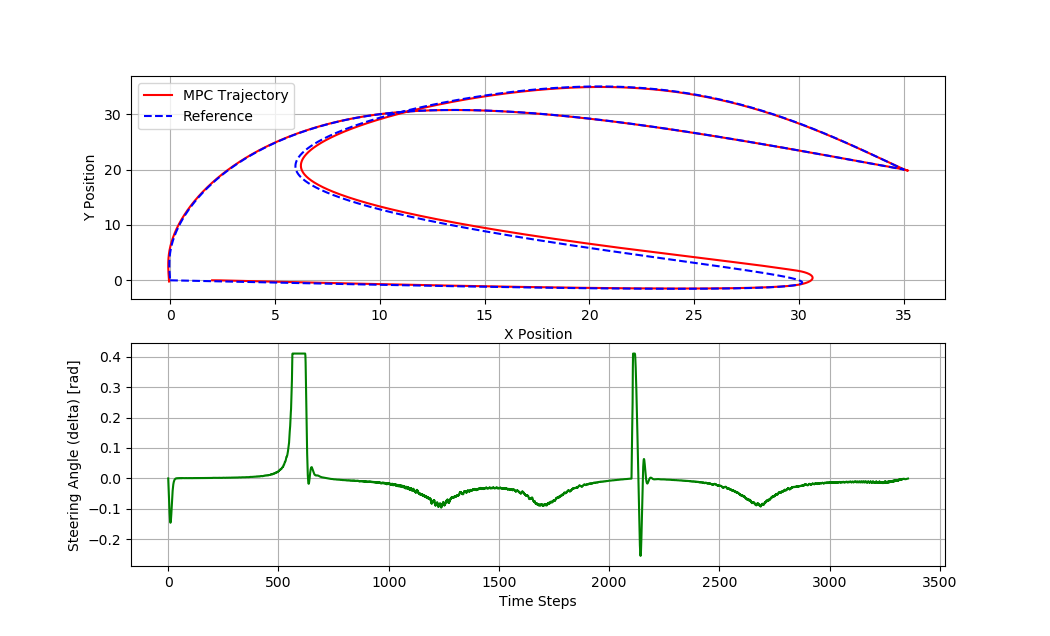 MPC Trajectory
Reference
Y Position
30
20
10
0
0 5 10 15 20 25 30 35
X Position
Steering Angle (delta) [rad]
0.4
0.3
0.2
0.1
0.0
−0.1
−0.2
0 500 1000 1500 2000 2500 3000 3500
Time Steps